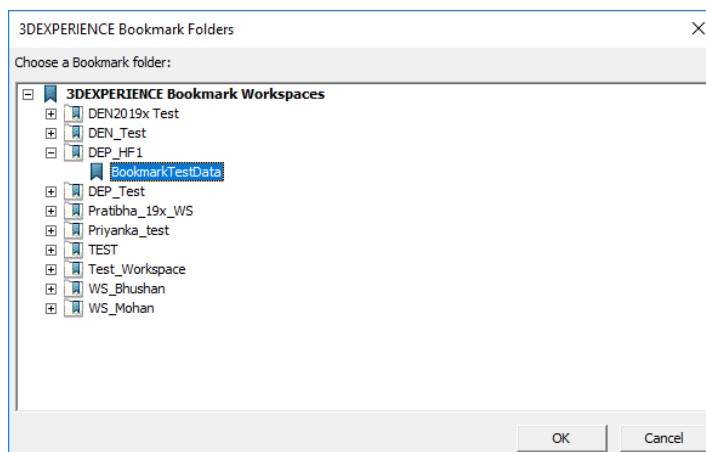 3DEXPERIENCE Bookmark Folders
Choose a Bookmark folder:
3DEXPERIENCE Bookmark Workspaces
DEN2019x Test
DEN_Test
DEP_HF1
BookmarkTestData
DEP_Test
Pratibha_19x_WS
Priyanka_test
TEST
Test_Workspace
WS_Bhushan
WS_Mohan
OK Cancel